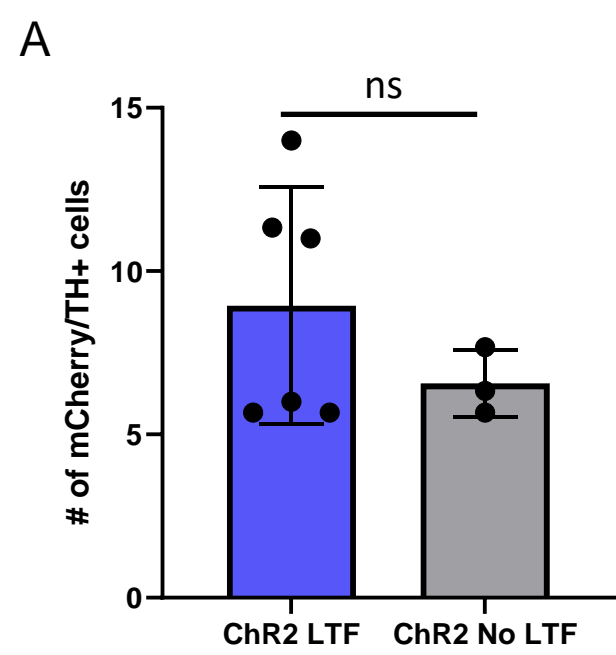 A
ns
15
10
5
0
# of mCherry/TH+ cells
ChR2 LTF
ChR2 No LTF